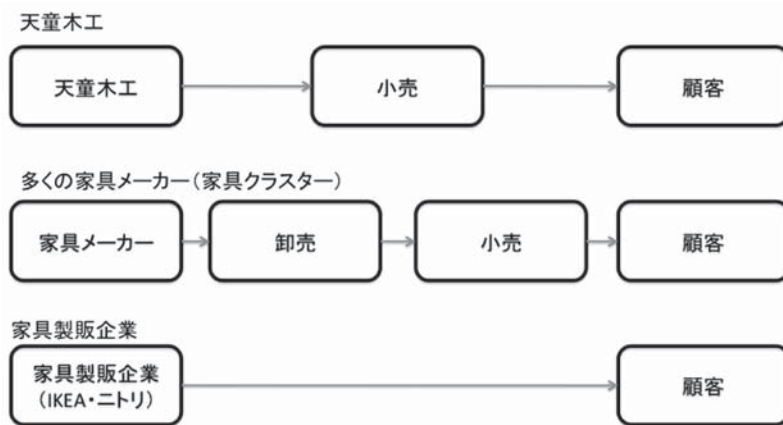 天童木工
天童木工
小売
顧客
多くの家具メーカー(家具クラスター)
家具メーカー
卸売
小売
顧客
家具製販企業
家具製販企業
(IKEA・ニトリ)
顧客